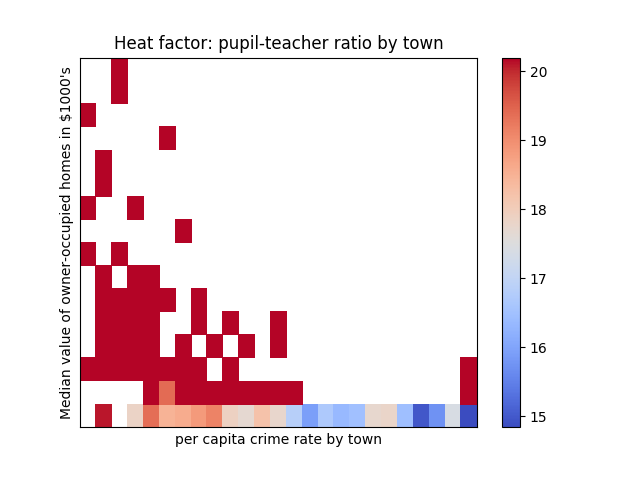 Heat factor: pupil-teacher ratio by town
Median value of owner-occupied homes in $1000's
20
19
18
17
16
15
per capita crime rate by town